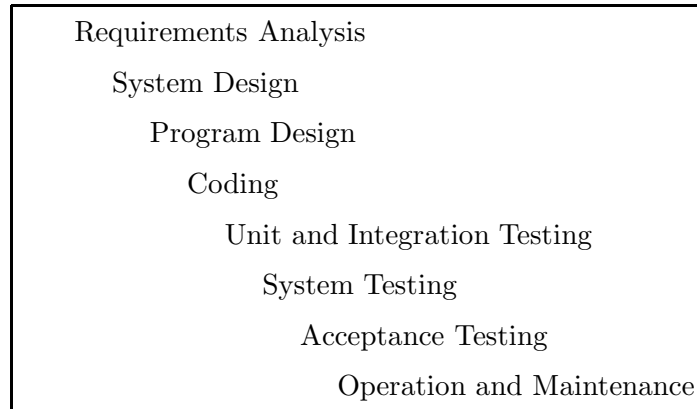 Requirements Analysis
System Design
Program Design
Coding
Unit and Integration Testing
System Testing
Acceptance Testing
Operation and Maintenance